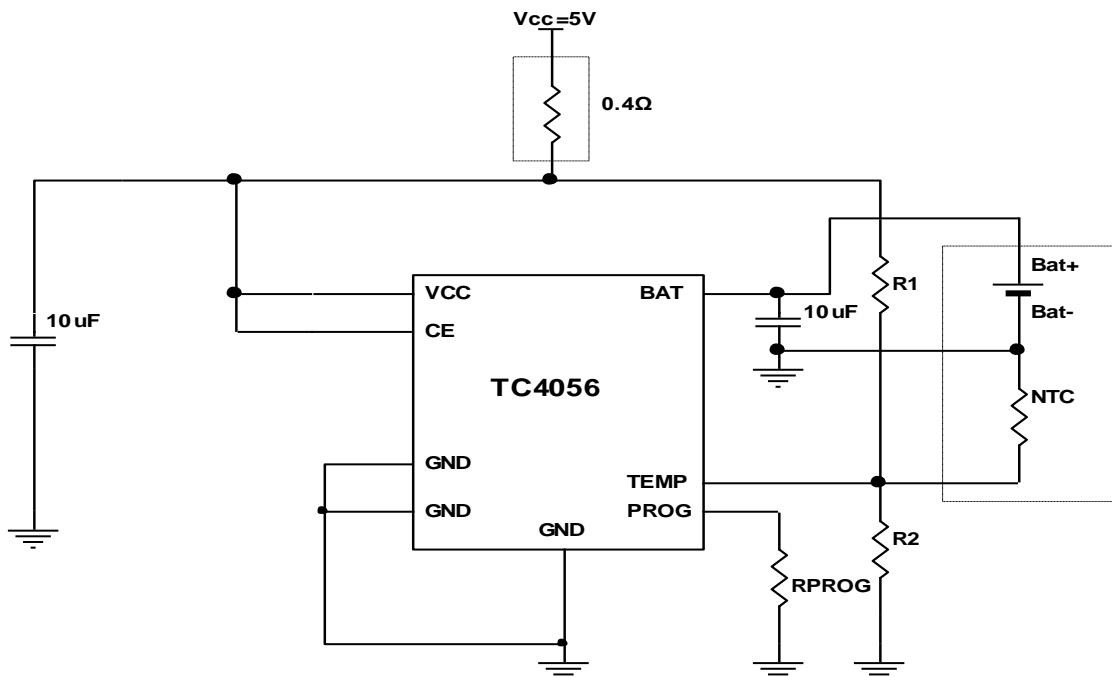 Vcc=5V
0.4Ω
VCC
BAT
R1
Bat+
10uF
CE
10uF
Bat-
TC4056
NTC
GND
TEMP
GND
PROG
GND
R2
RPROG